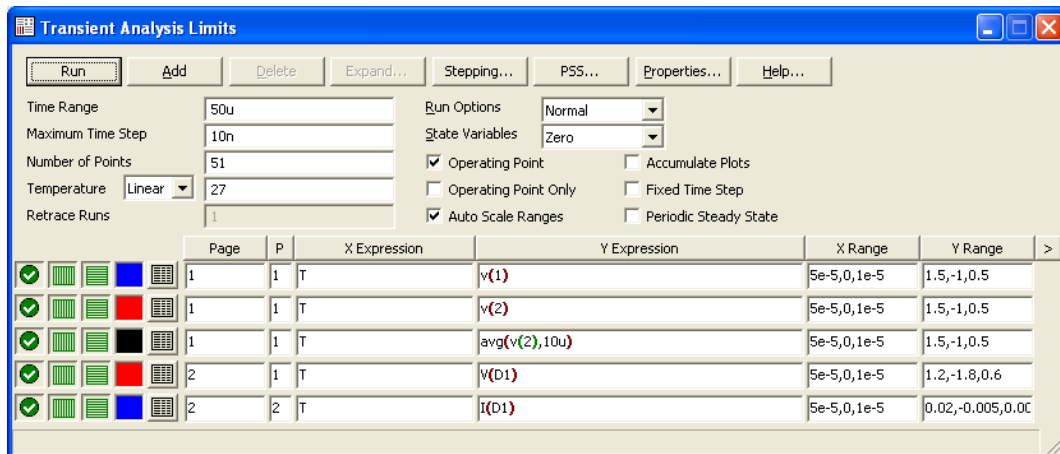 Transient Analysis Limits
Run Add Delete Expand... Stepping... PSS... Properties... Help...
Time Range 50u Run Options Normal
Maximum Time Step 10n State Variables Zero
Number of Points 51 Operating Point Accumulate Plots
Temperature Linear 27 Operating Point Only Fixed Time Step
Retrace Runs 1 Auto Scale Ranges Periodic Steady State
Page P X Expression Y Expression X Range Y Range >
1 1 T v(1) 5e-5,0,1e-5 1.5,-1,0.5
1 1 T v(2) 5e-5,0,1e-5 1.5,-1,0.5
1 1 T avg(v(2),10u) 5e-5,0,1e-5 1.5,-1,0.5
2 1 T V(D1) 5e-5,0,1e-5 1.2,-1.8,0.6
2 2 T I(D1) 5e-5,0,1e-5 0.02,-0.005,0.00